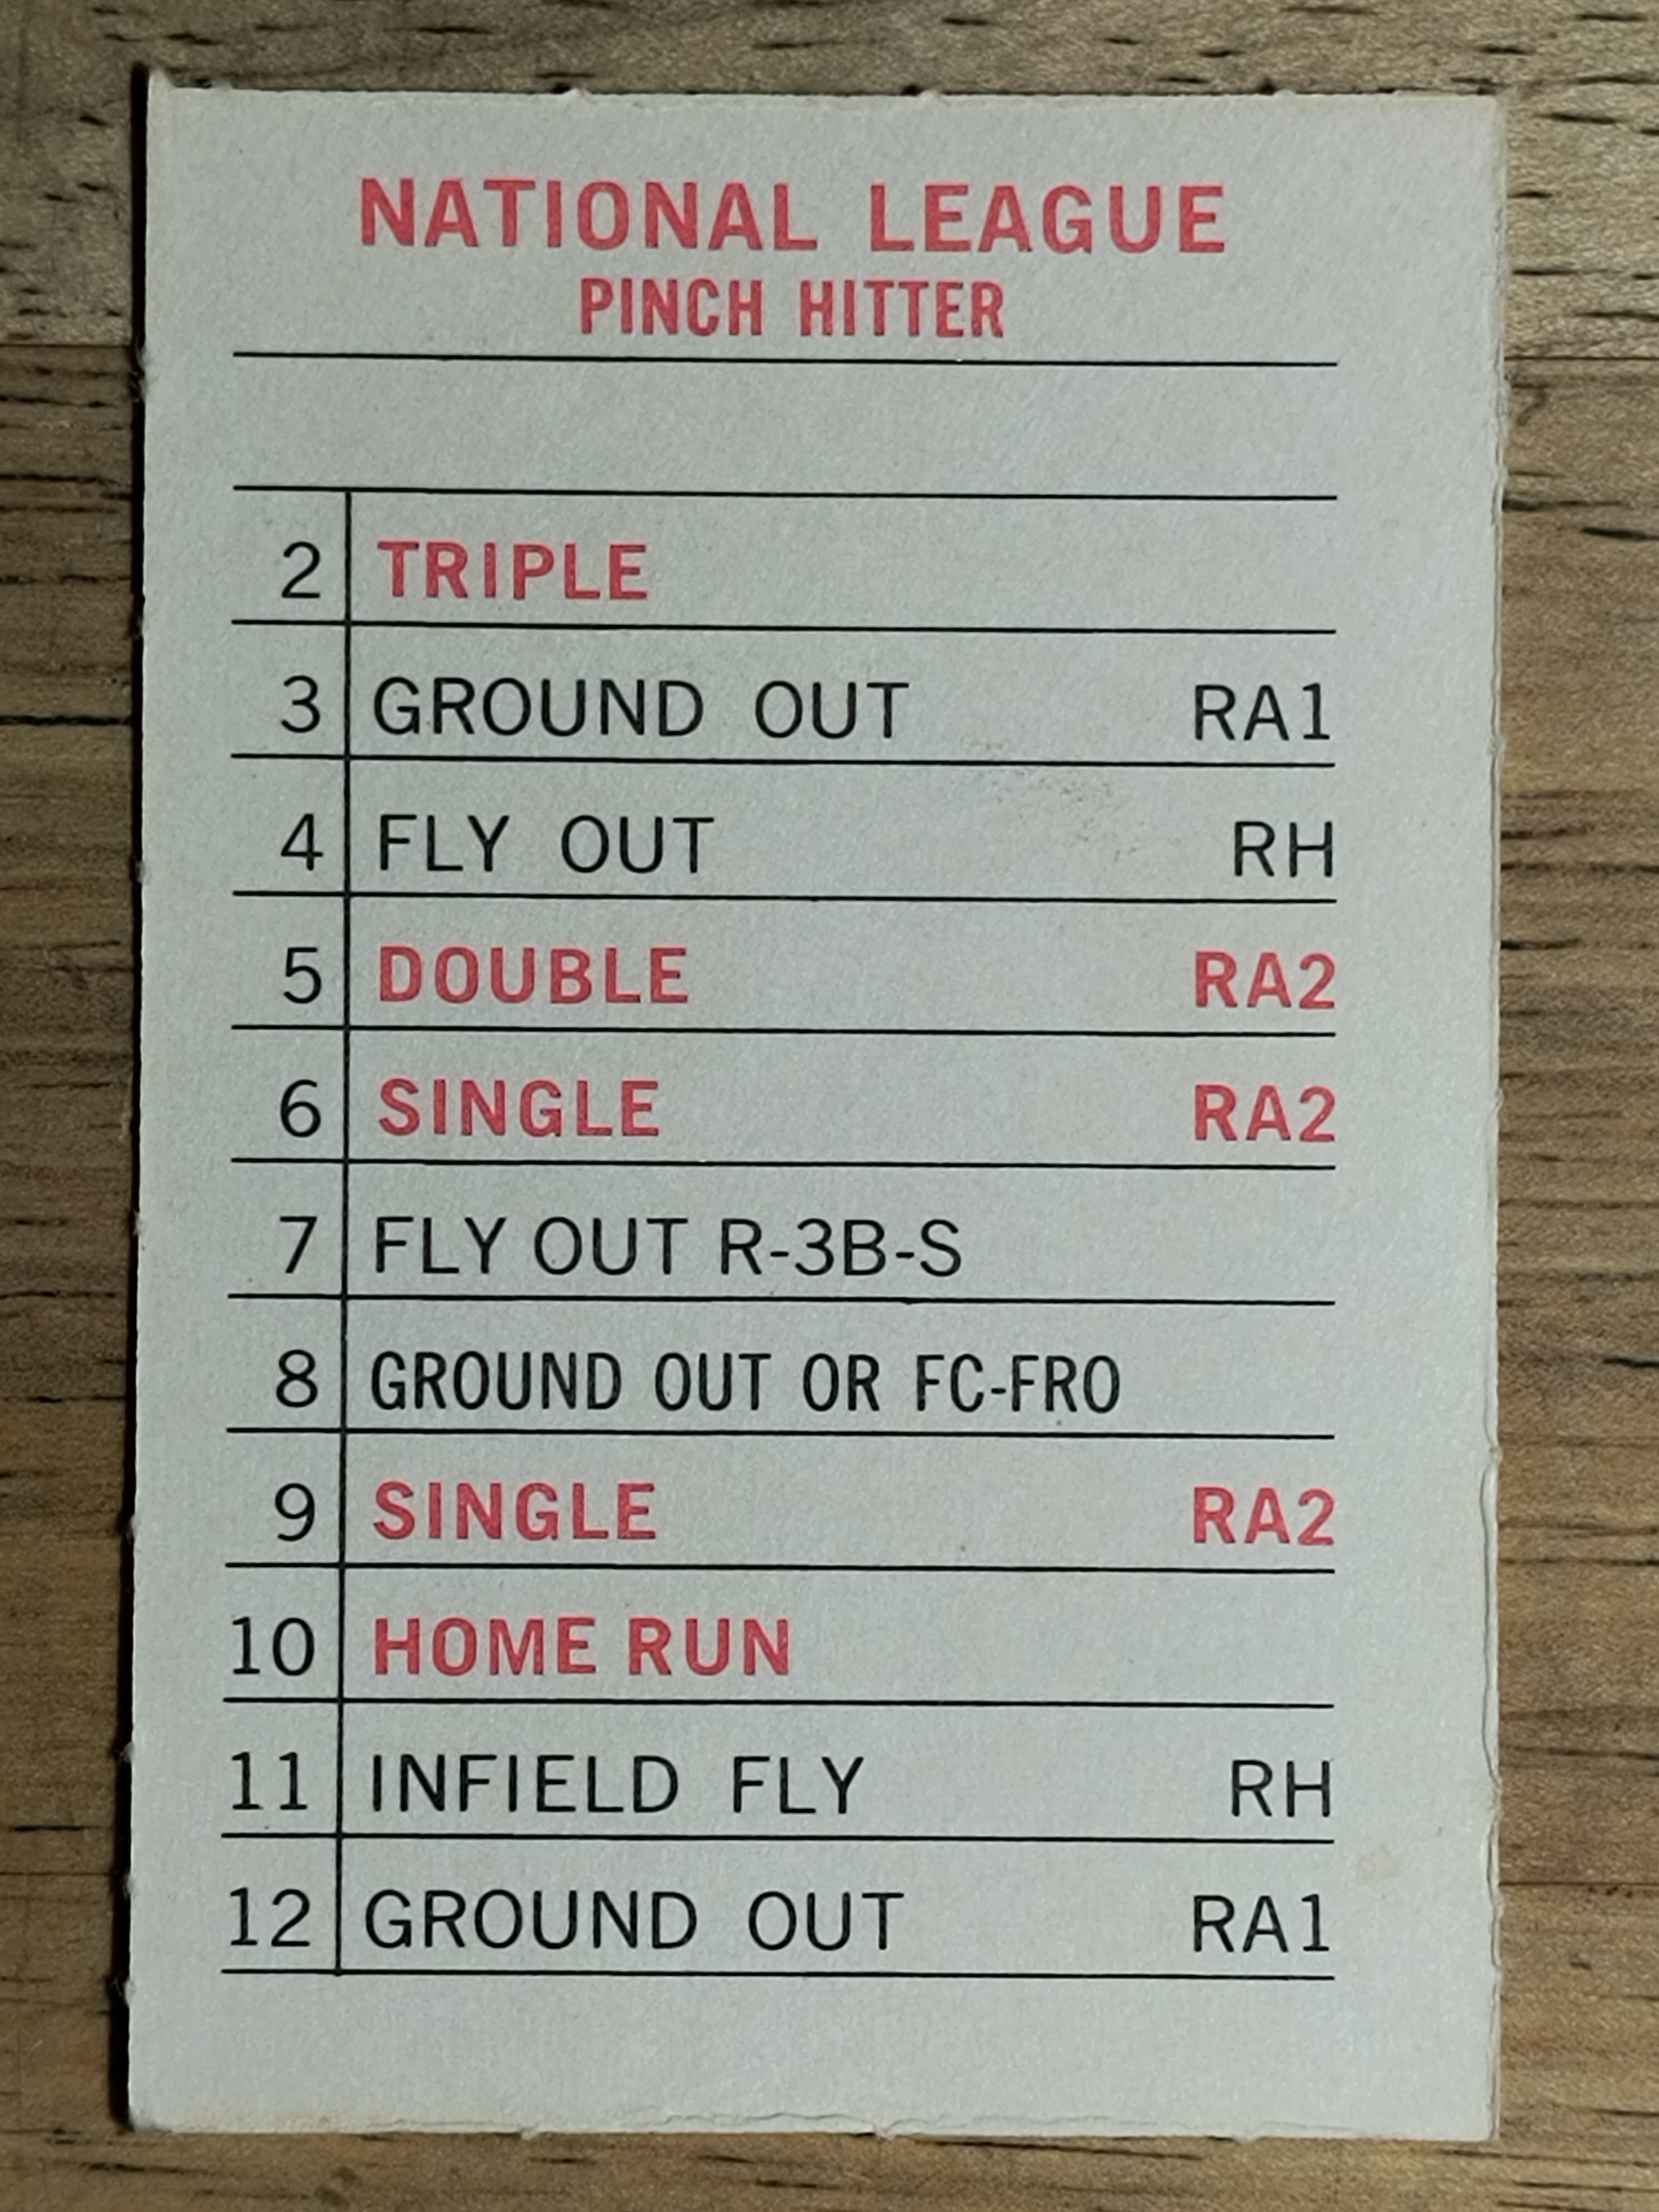 NATIONAL LEAGUE
PINCH HITTER
2 TRIPLE
3 GROUND OUT RA1
4 FLY OUT RH
5 DOUBLE RA2
6 SINGLE RA2
7 FLY OUT R-3B-S
8 GROUND OUT OR FC-FRO
9 SINGLE RA2
10 HOME RUN
11 INFIELD FLY RH
12 GROUND OUT RA1